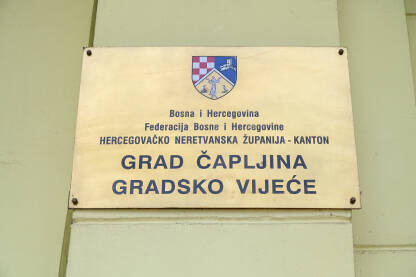 Bosna i Hercegovina
Federacija Bosne i Hercegovine
HERCEGOVAČKO NERETVANSKA ŽUPANIJA - KANTON
GRAD ČAPLJINA
GRADSKO VIJEĆE